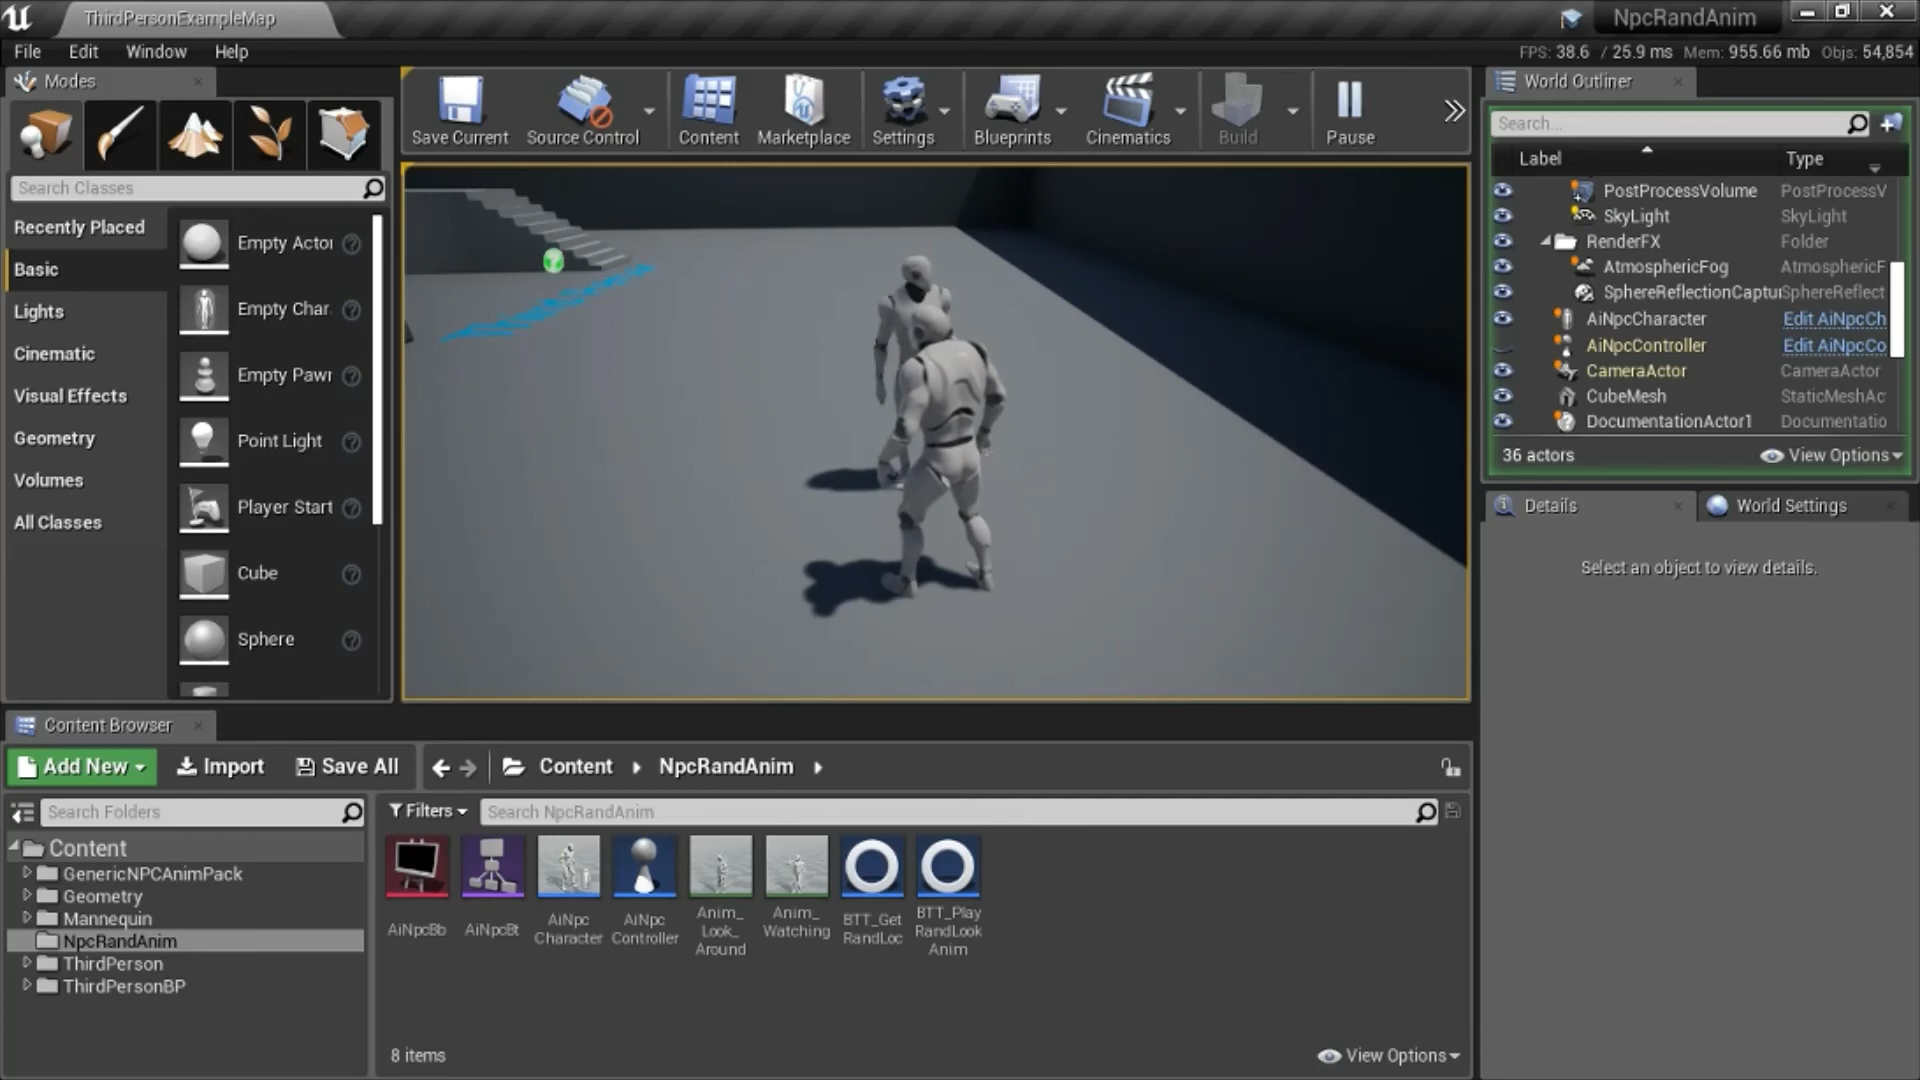 ThirdPersonExampleMap
NpcRandAnim
File Edit Window Help
FPS: 38.6 / 25.9 ms Mem: 955.66 mb Objs: 54,854
Modes
Save Current Source Control Content Marketplace Settings Blueprints Cinematics Build Pause
World Outliner
Search...
Label Type
Search Classes
Recently Placed
Basic
Lights
Cinematic
Visual Effects
Geometry
Volumes
All Classes
Empty Actor
Empty Char
Empty Pawn
Point Light
Player Start
Cube
Sphere
PostProcessVolume PostProcessV
SkyLight SkyLight
RenderFX Folder
AtmosphericFog AtmosphericF
SphereReflectionCaptur SphereReflect
AiNpcCharacter Edit AiNpcCh
AiNpcController Edit AiNpcCo
CameraActor CameraActor
CubeMesh StaticMeshAc
DocumentationActor1 Documentatio
36 actors View Options
Details World Settings
Select an object to view details.
Content Browser
Add New Import Save All Content NpcRandAnim
Search Folders
Filters Search NpcRandAnim
Content
GenericNPCAnimPack
Geometry
Mannequin
NpcRandAnim
ThirdPerson
ThirdPersonBP
AiNpcBb
AiNpcBt
AiNpc
Character
AiNpc
Controller
Anim_
Look_
Around
Anim_
Watching
BTT_Get
RandLoc
BTT_Play
RandLook
Anim
8 items View Options